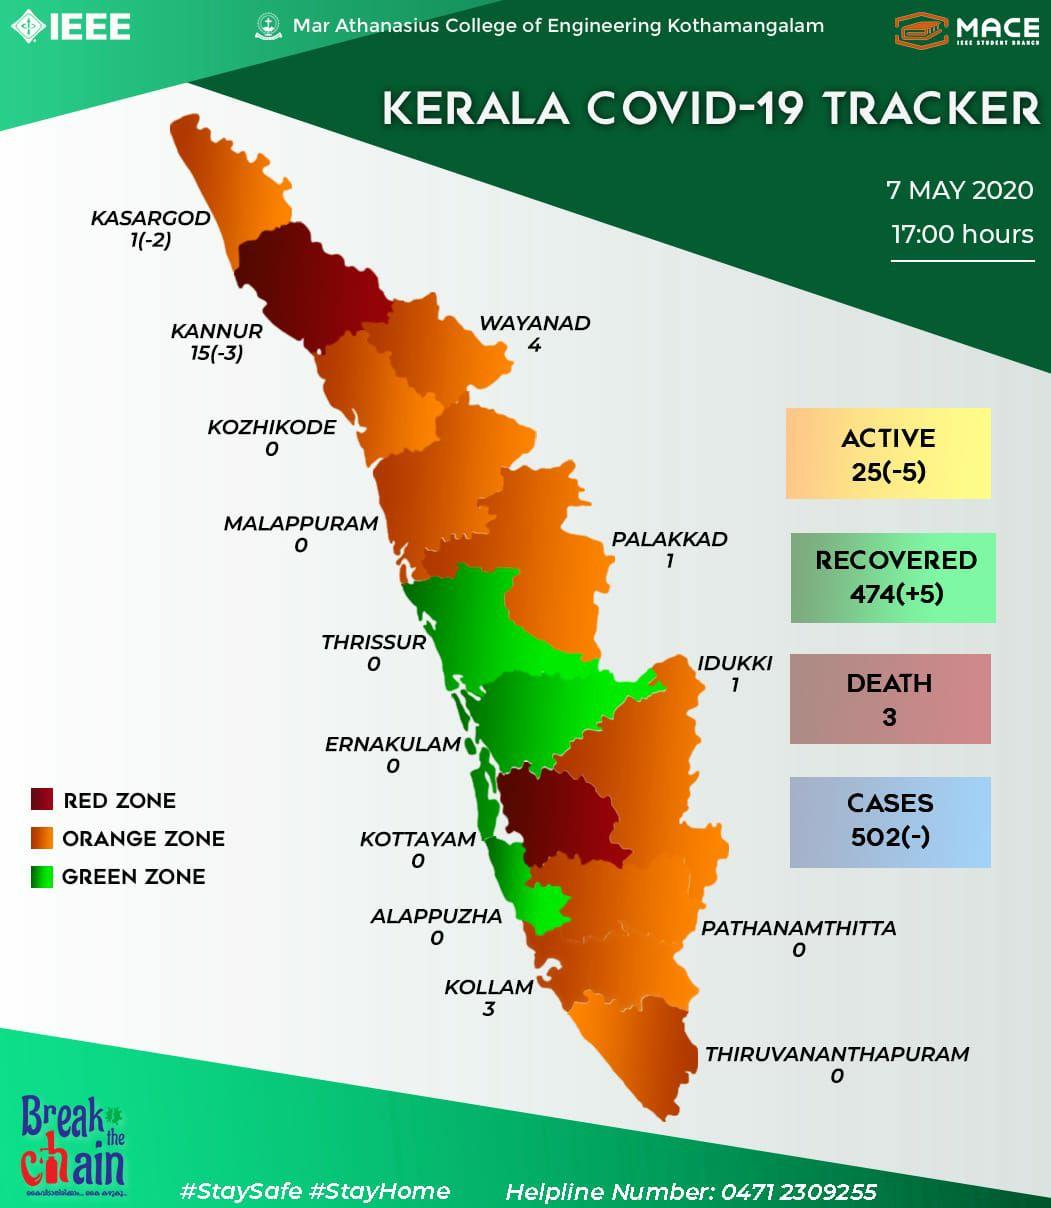 IEEE
Mar Athanasius College of Engineering Kothamangalam
MACE
IEEE STUDENT BRANCH
KERALA COVID-19 TRACKER
7 MAY 2020
17:00 hours
KASARGOD
1(-2)
KANNUR
15(-3)
WAYANAD
4
KOZHIKODE
0
MALAPPURAM
0
PALAKKAD
1
THRISSUR
0
IDUKKI
1
ERNAKULAM
0
KOTTAYAM
0
ALAPPUZHA
0
PATHANAMTHITTA
0
KOLLAM
3
THIRUVANANTHAPURAM
0
ACTIVE
25(-5)
RECOVERED
474(+5)
DEATH
3
CASES
502(-)
RED ZONE
ORANGE ZONE
GREEN ZONE
Break
the
chain
#StaySafe #StayHome
Helpline Number: 0471 2309255